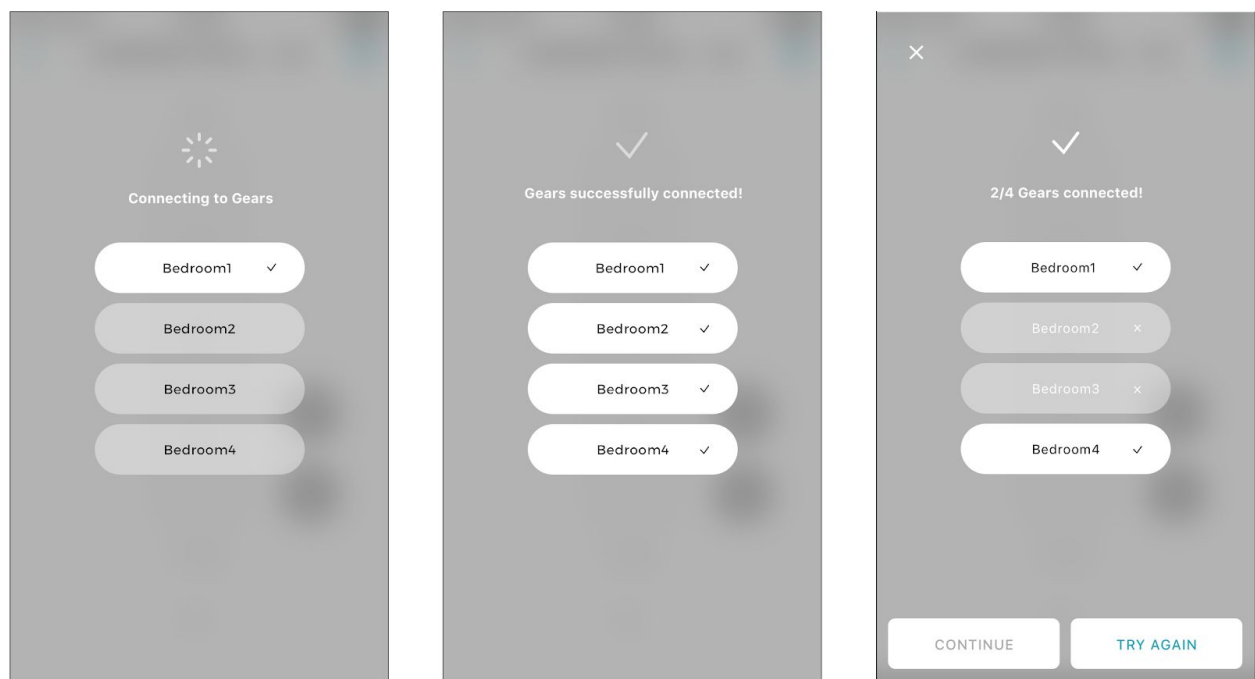 Connecting to Gears
Bedroom1
Bedroom2
Bedroom3
Bedroom4
Gears successfully connected!
Bedroom1
Bedroom2
Bedroom3
Bedroom4
2/4 Gears connected!
Bedroom1
Bedroom2
Bedroom3
Bedroom4
CONTINUE
TRY AGAIN